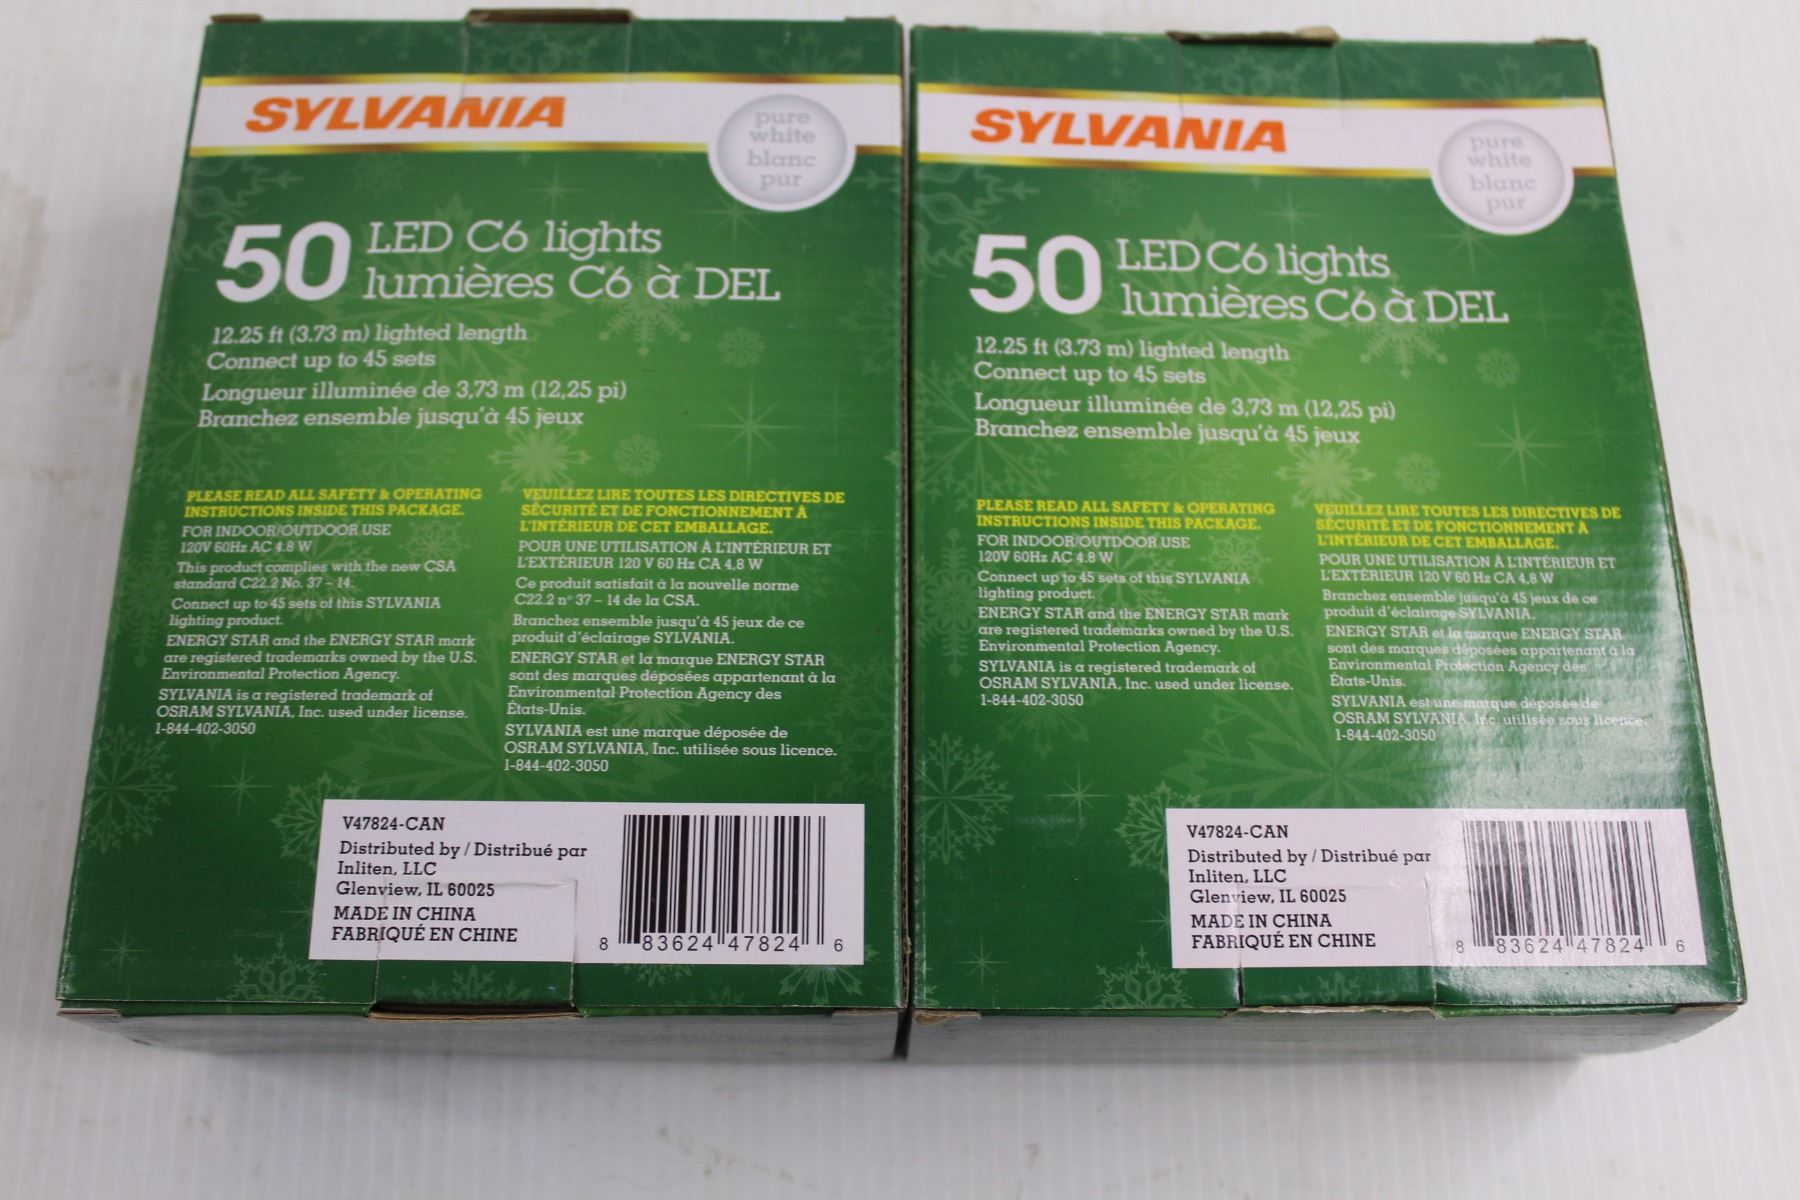 SYLVANIA
pure
white
blanc
pur
50 LED C6 lights
lumières C6 à DEL
12.25 ft (3.73 m) lighted length
Connect up to 45 sets
Longueur illuminée de 3,73 m (12,25 pi)
Branchez ensemble jusqu'à 45 jeux
PLEASE READ ALL SAFETY & OPERATING
INSTRUCTIONS INSIDE THIS PACKAGE.
FOR INDOOR/OUTDOOR USE
120V 60Hz AC 4.8 W
This product complies with the new CSA
standard C22.2 No. 37 – 14.
Connect up to 45 sets of this SYLVANIA
lighting product.
ENERGY STAR and the ENERGY STAR mark
are registered trademarks owned by the U.S.
Environmental Protection Agency.
SYLVANIA is a registered trademark of
OSRAM SYLVANIA, Inc. used under license.
1-844-402-3050
VEUILLEZ LIRE TOUTES LES DIRECTIVES DE
SÉCURITÉ ET DE FONCTIONNEMENT À
L'INTÉRIEUR DE CET EMBALLAGE.
POUR UNE UTILISATION À L'INTÉRIEUR ET
L'EXTÉRIEUR 120 V 60 Hz CA 4,8 W
Ce produit satisfait à la nouvelle norme
C22.2 n° 37 – 14 de la CSA.
Branchez ensemble jusqu'à 45 jeux de ce
produit d'éclairage SYLVANIA.
ENERGY STAR et la marque ENERGY STAR
sont des marques déposées appartenant à la
Environmental Protection Agency des
États-Unis.
SYLVANIA est une marque déposée de
OSRAM SYLVANIA, Inc. utilisée sous licence.
1-844-402-3050
V47824-CAN
Distributed by / Distribué par
Inliten, LLC
Glenview, IL 60025
MADE IN CHINA
FABRIQUÉ EN CHINE
8 83624 47824 6
SYLVANIA
pure
white
blanc
pur
50 LED C6 lights
lumières C6 à DEL
12.25 ft (3.73 m) lighted length
Connect up to 45 sets
Longueur illuminée de 3,73 m (12,25 pi)
Branchez ensemble jusqu'à 45 jeux
PLEASE READ ALL SAFETY & OPERATING
INSTRUCTIONS INSIDE THIS PACKAGE.
FOR INDOOR/OUTDOOR USE
120V 60Hz AC 4.8 W
Connect up to 45 sets of this SYLVANIA
lighting product.
ENERGY STAR and the ENERGY STAR mark
are registered trademarks owned by the U.S.
Environmental Protection Agency.
SYLVANIA is a registered trademark of
OSRAM SYLVANIA, Inc. used under license.
1-844-402-3050
VEUILLEZ LIRE TOUTES LES DIRECTIVES DE
SÉCURITÉ ET DE FONCTIONNEMENT À
L'INTÉRIEUR DE CET EMBALLAGE.
POUR UNE UTILISATION À L'INTÉRIEUR ET
L'EXTÉRIEUR 120 V 60 Hz CA 4,8 W
Branchez ensemble jusqu'à 45 jeux de ce
produit d'éclairage SYLVANIA.
ENERGY STAR et la marque ENERGY STAR
sont des marques déposées appartenant à la
Environmental Protection Agency des
États-Unis.
SYLVANIA est une marque déposée de
OSRAM SYLVANIA, Inc. utilisée sous licence.
1-844-402-3050
V47824-CAN
Distributed by / Distribué par
Inliten, LLC
Glenview, IL 60025
MADE IN CHINA
FABRIQUÉ EN CHINE
8 83624 47824 6